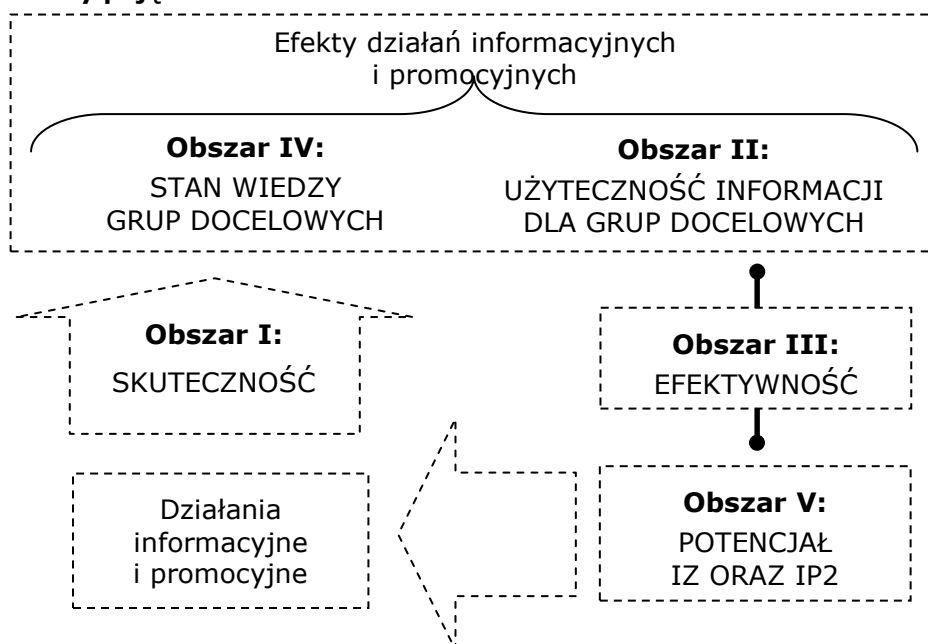 Efekty działań informacyjnych
i promocyjnych
Obszar IV:
STAN WIEDZY
GRUP DOCELOWYCH
Obszar II:
UŻYTECZNOŚĆ INFORMACJI
DLA GRUP DOCELOWYCH
Obszar I:
SKUTECZNOŚĆ
Obszar III:
EFEKTYWNOŚĆ
Działania
informacyjne
i promocyjne
Obszar V:
POTENCJAŁ
IZ ORAZ IP2